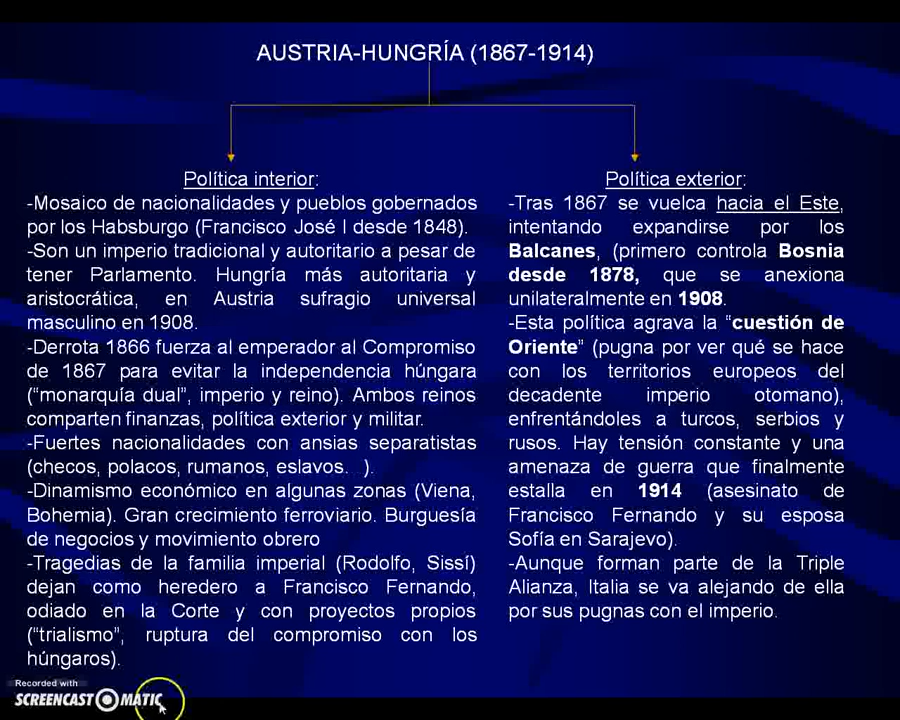 AUSTRIA-HUNGRÍA (1867-1914)
Política interior:
-Mosaico de nacionalidades y pueblos gobernados
por los Habsburgo (Francisco José I desde 1848).
-Son un imperio tradicional y autoritario a pesar de
tener Parlamento. Hungría más autoritaria y
aristocrática, en Austria sufragio universal
masculino en 1908.
-Derrota 1866 fuerza al emperador al Compromiso
de 1867 para evitar la independencia húngara
(“monarquía dual”, imperio y reino). Ambos reinos
comparten finanzas, política exterior y militar.
-Fuertes nacionalidades con ansias separatistas
(checos, polacos, rumanos, eslavos. ).
-Dinamismo económico en algunas zonas (Viena,
Bohemia). Gran crecimiento ferroviario. Burguesía
de negocios y movimiento obrero
-Tragedias de la familia imperial (Rodolfo, Sissí)
dejan como heredero a Francisco Fernando,
odiado en la Corte y con proyectos propios
(“trialismo”, ruptura del compromiso con los
húngaros).
Política exterior:
-Tras 1867 se vuelca hacia el Este,
intentando expandirse por los
Balcanes, (primero controla Bosnia
desde 1878, que se anexiona
unilateralmente en 1908.
-Esta política agrava la “cuestión de
Oriente” (pugna por ver qué se hace
con los territorios europeos del
decadente imperio otomano),
enfrentándoles a turcos, serbios y
rusos. Hay tensión constante y una
amenaza de guerra que finalmente
estalla en 1914 (asesinato de
Francisco Fernando y su esposa
Sofía en Sarajevo).
-Aunque forman parte de la Triple
Alianza, Italia se va alejando de ella
por sus pugnas con el imperio.
Recorded with
SCREENCAST MATIC